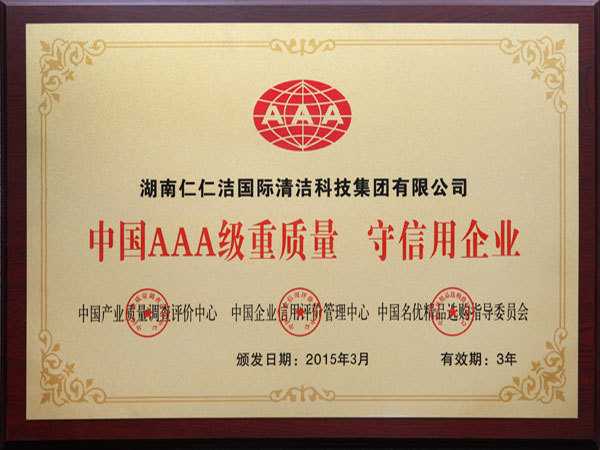 AAA
湖南仁仁洁国际清洁科技集团有限公司
中国AAA级重质量 守信用企业
中国产业质量调查评价中心 中国企业信用评价管理中心 中国名优精品选购指导委员会
颁发日期：2015年3月 有效期：3年